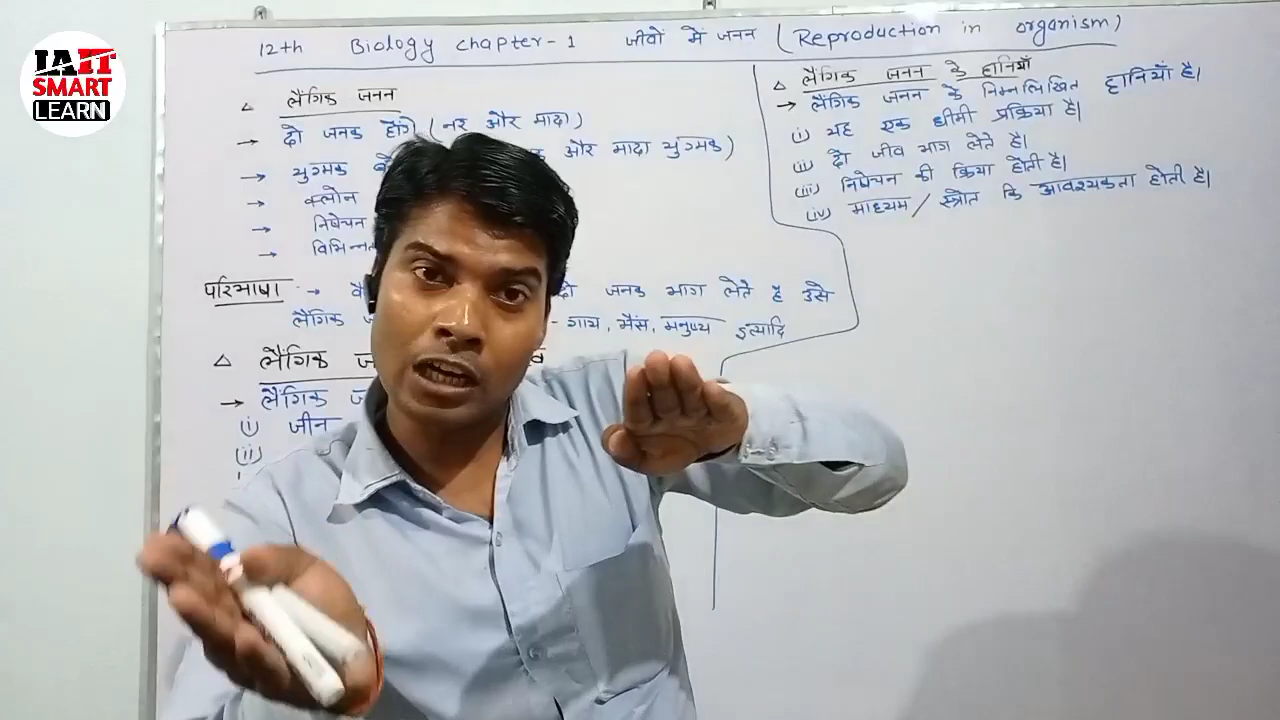 IAIT
SMART
LEARN
12th Biology chapter-1 जीवों में जनन (Reproduction in organism)
△ लैंगिक जनन
→ दो जनक होंगे (नर और मादा)
→ युग्मक और मादा युग्मक)
→ क्लोन
→ निषेचन
→ विभिन्नत
परिभाषा → दो जनक भाग लेते है उसे
लैंगिक - गाय, भैंस, मनुष्य इत्यादि
△ लैंगिक
→ लैंगिक
(i) जीन
(ii)
△ लैंगिक जनन के हानियाँ
→ लैंगिक जनन के निम्नलिखित हानियाँ है।
(i) यह एक धीमी प्रक्रिया है।
(ii) दो जीव भाग लेते है।
(iii) निषेचन की क्रिया होती है।
(iv) माध्यम / स्त्रौत कि आवश्यकता होती है।